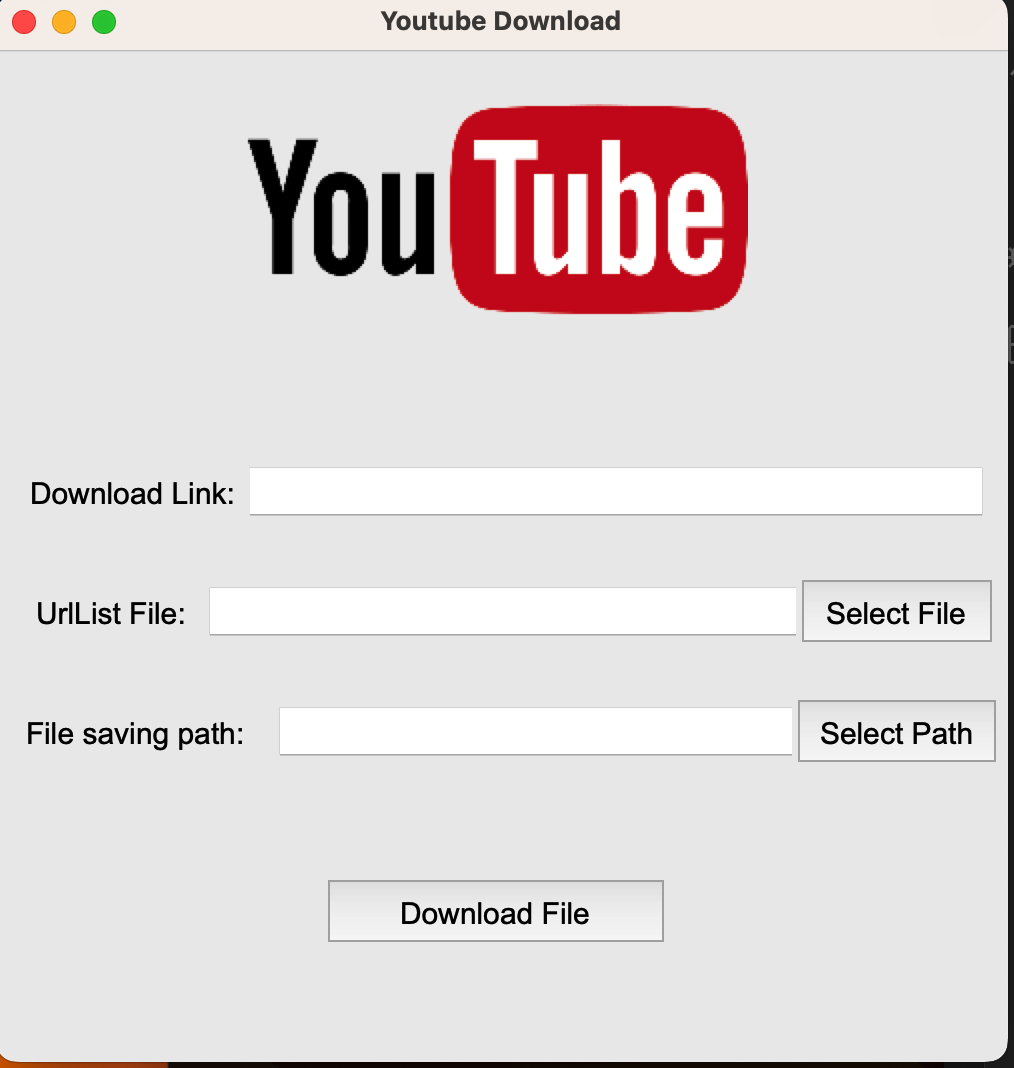 Youtube Download
YouTube
Download Link:
UrlList File:
Select File
File saving path:
Select Path
Download File